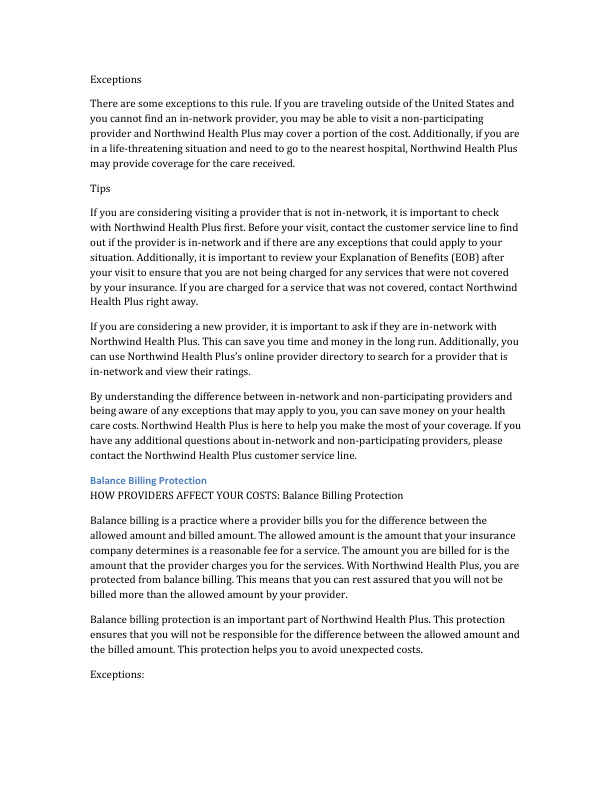 Exceptions
There are some exceptions to this rule. If you are traveling outside of the United States and
you cannot find an in-network provider, you may be able to visit a non-participating
provider and Northwind Health Plus may cover a portion of the cost. Additionally, if you are
in a life-threatening situation and need to go to the nearest hospital, Northwind Health Plus
may provide coverage for the care received.
Tips
If you are considering visiting a provider that is not in-network, it is important to check
with Northwind Health Plus first. Before your visit, contact the customer service line to find
out if the provider is in-network and if there are any exceptions that could apply to your
situation. Additionally, it is important to review your Explanation of Benefits (EOB) after
your visit to ensure that you are not being charged for any services that were not covered
by your insurance. If you are charged for a service that was not covered, contact Northwind
Health Plus right away.
If you are considering a new provider, it is important to ask if they are in-network with
Northwind Health Plus. This can save you time and money in the long run. Additionally, you
can use Northwind Health Plus’s online provider directory to search for a provider that is
in-network and view their ratings.
By understanding the difference between in-network and non-participating providers and
being aware of any exceptions that may apply to you, you can save money on your health
care costs. Northwind Health Plus is here to help you make the most of your coverage. If you
have any additional questions about in-network and non-participating providers, please
contact the Northwind Health Plus customer service line.
Balance Billing Protection
HOW PROVIDERS AFFECT YOUR COSTS: Balance Billing Protection
Balance billing is a practice where a provider bills you for the difference between the
allowed amount and billed amount. The allowed amount is the amount that your insurance
company determines is a reasonable fee for a service. The amount you are billed for is the
amount that the provider charges you for the services. With Northwind Health Plus, you are
protected from balance billing. This means that you can rest assured that you will not be
billed more than the allowed amount by your provider.
Balance billing protection is an important part of Northwind Health Plus. This protection
ensures that you will not be responsible for the difference between the allowed amount and
the billed amount. This protection helps you to avoid unexpected costs.
Exceptions: